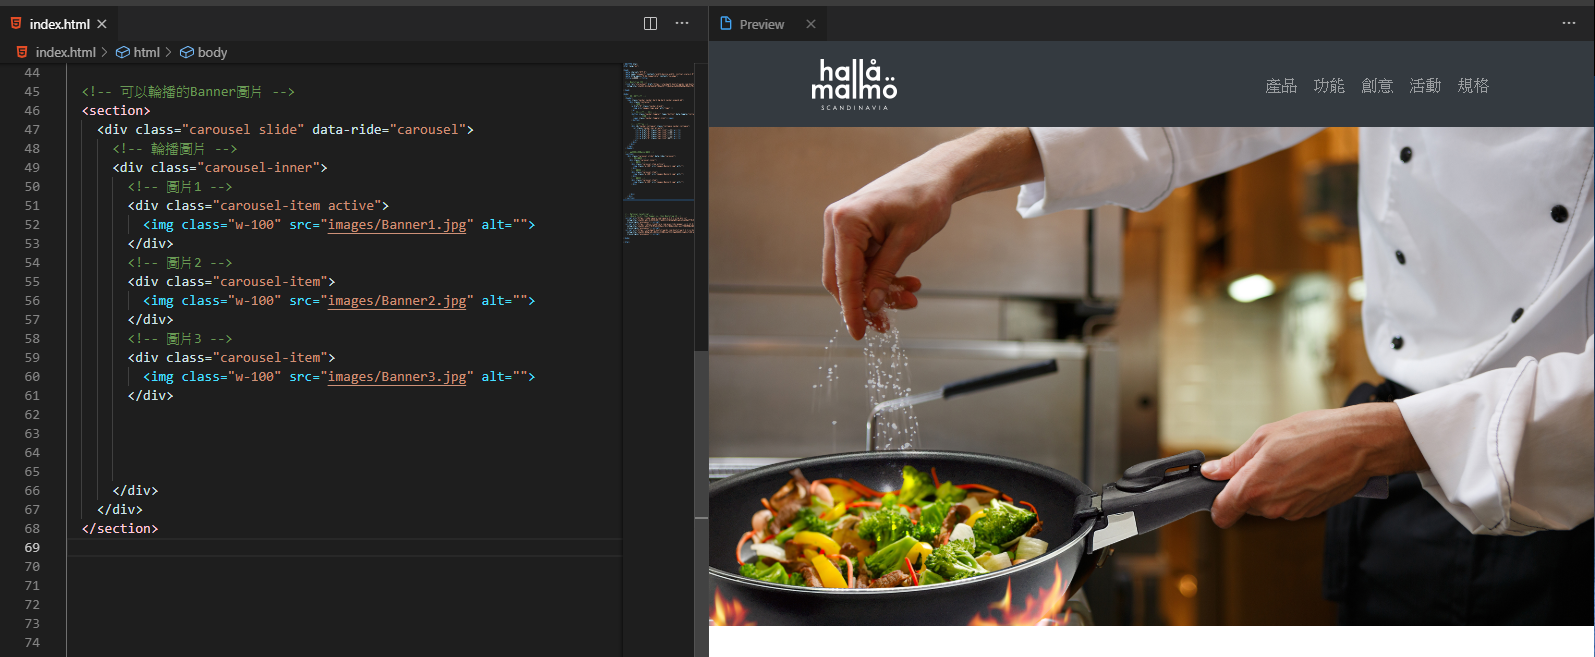 index.html
index.html > html > body
44
45 <!-- 可以輪播的Banner圖片 -->
46 <section>
47 <div class="carousel slide" data-ride="carousel">
48 <!-- 輪播圖片 -->
49 <div class="carousel-inner">
50 <!-- 圖片1 -->
51 <div class="carousel-item active">
52 <img class="w-100" src="images/Banner1.jpg" alt="">
53 </div>
54 <!-- 圖片2 -->
55 <div class="carousel-item">
56 <img class="w-100" src="images/Banner2.jpg" alt="">
57 </div>
58 <!-- 圖片3 -->
59 <div class="carousel-item">
60 <img class="w-100" src="images/Banner3.jpg" alt="">
61 </div>
62
63
64
65
66 </div>
67 </div>
68 </section>
69
70
71
72
73
74
Preview
hallå
malmö
SCANDINAVIA
產品 功能 創意 活動 規格